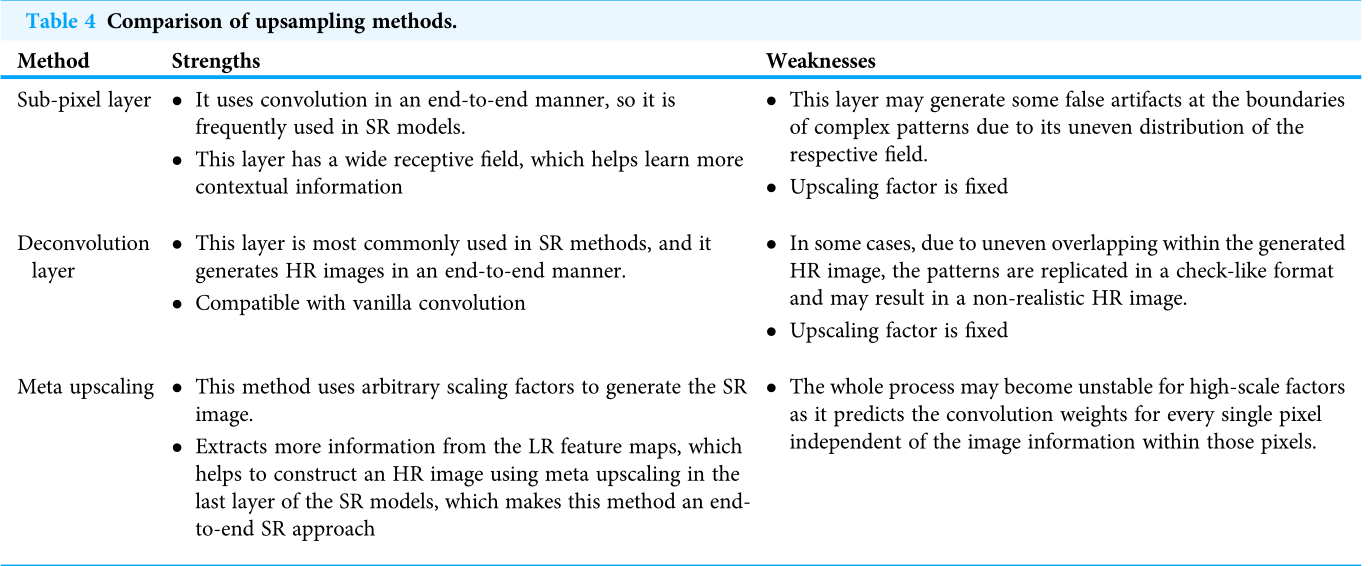 Table 4 Comparison of upsampling methods.
Method Strengths Weaknesses
Sub-pixel layer
● It uses convolution in an end-to-end manner, so it is
frequently used in SR models.
● This layer has a wide receptive field, which helps learn more
contextual information
● This layer may generate some false artifacts at the boundaries
of complex patterns due to its uneven distribution of the
respective field.
● Upscaling factor is fixed
Deconvolution
layer
● This layer is most commonly used in SR methods, and it
generates HR images in an end-to-end manner.
● Compatible with vanilla convolution
● In some cases, due to uneven overlapping within the generated
HR image, the patterns are replicated in a check-like format
and may result in a non-realistic HR image.
● Upscaling factor is fixed
Meta upscaling
● This method uses arbitrary scaling factors to generate the SR
image.
● Extracts more information from the LR feature maps, which
helps to construct an HR image using meta upscaling in the
last layer of the SR models, which makes this method an end-
to-end SR approach
● The whole process may become unstable for high-scale factors
as it predicts the convolution weights for every single pixel
independent of the image information within those pixels.